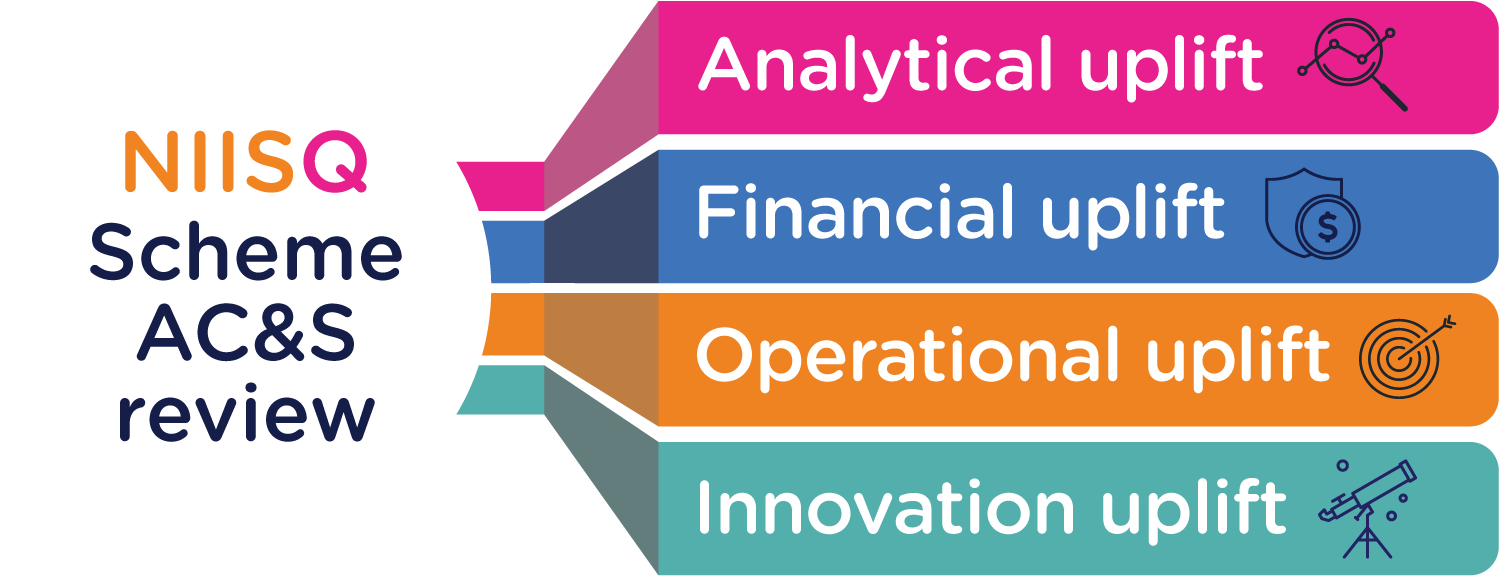 NIISQ
Scheme
AC&S
review
Analytical uplift
Financial uplift
$
Operational uplift
Innovation uplift